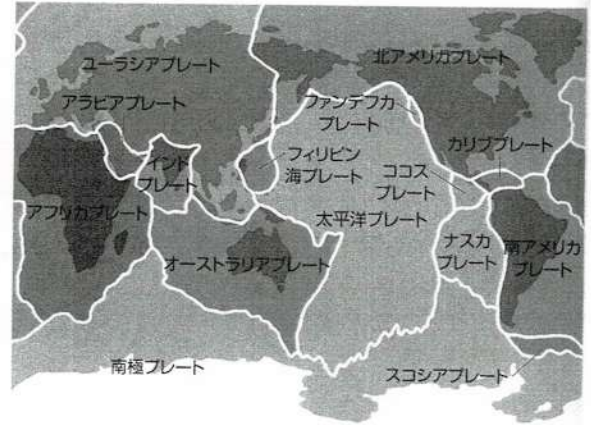 ユーラシアプレート
北アメリカプレート
アラビアプレート
ファンデフカ
プレート
カリブプレート
インド
プレート
フィリピン
海プレート
ココス
プレート
アフリカプレート
太平洋プレート
ナスカ
プレート
南アメリカ
プレート
オーストラリアプレート
南極プレート
スコシアプレート